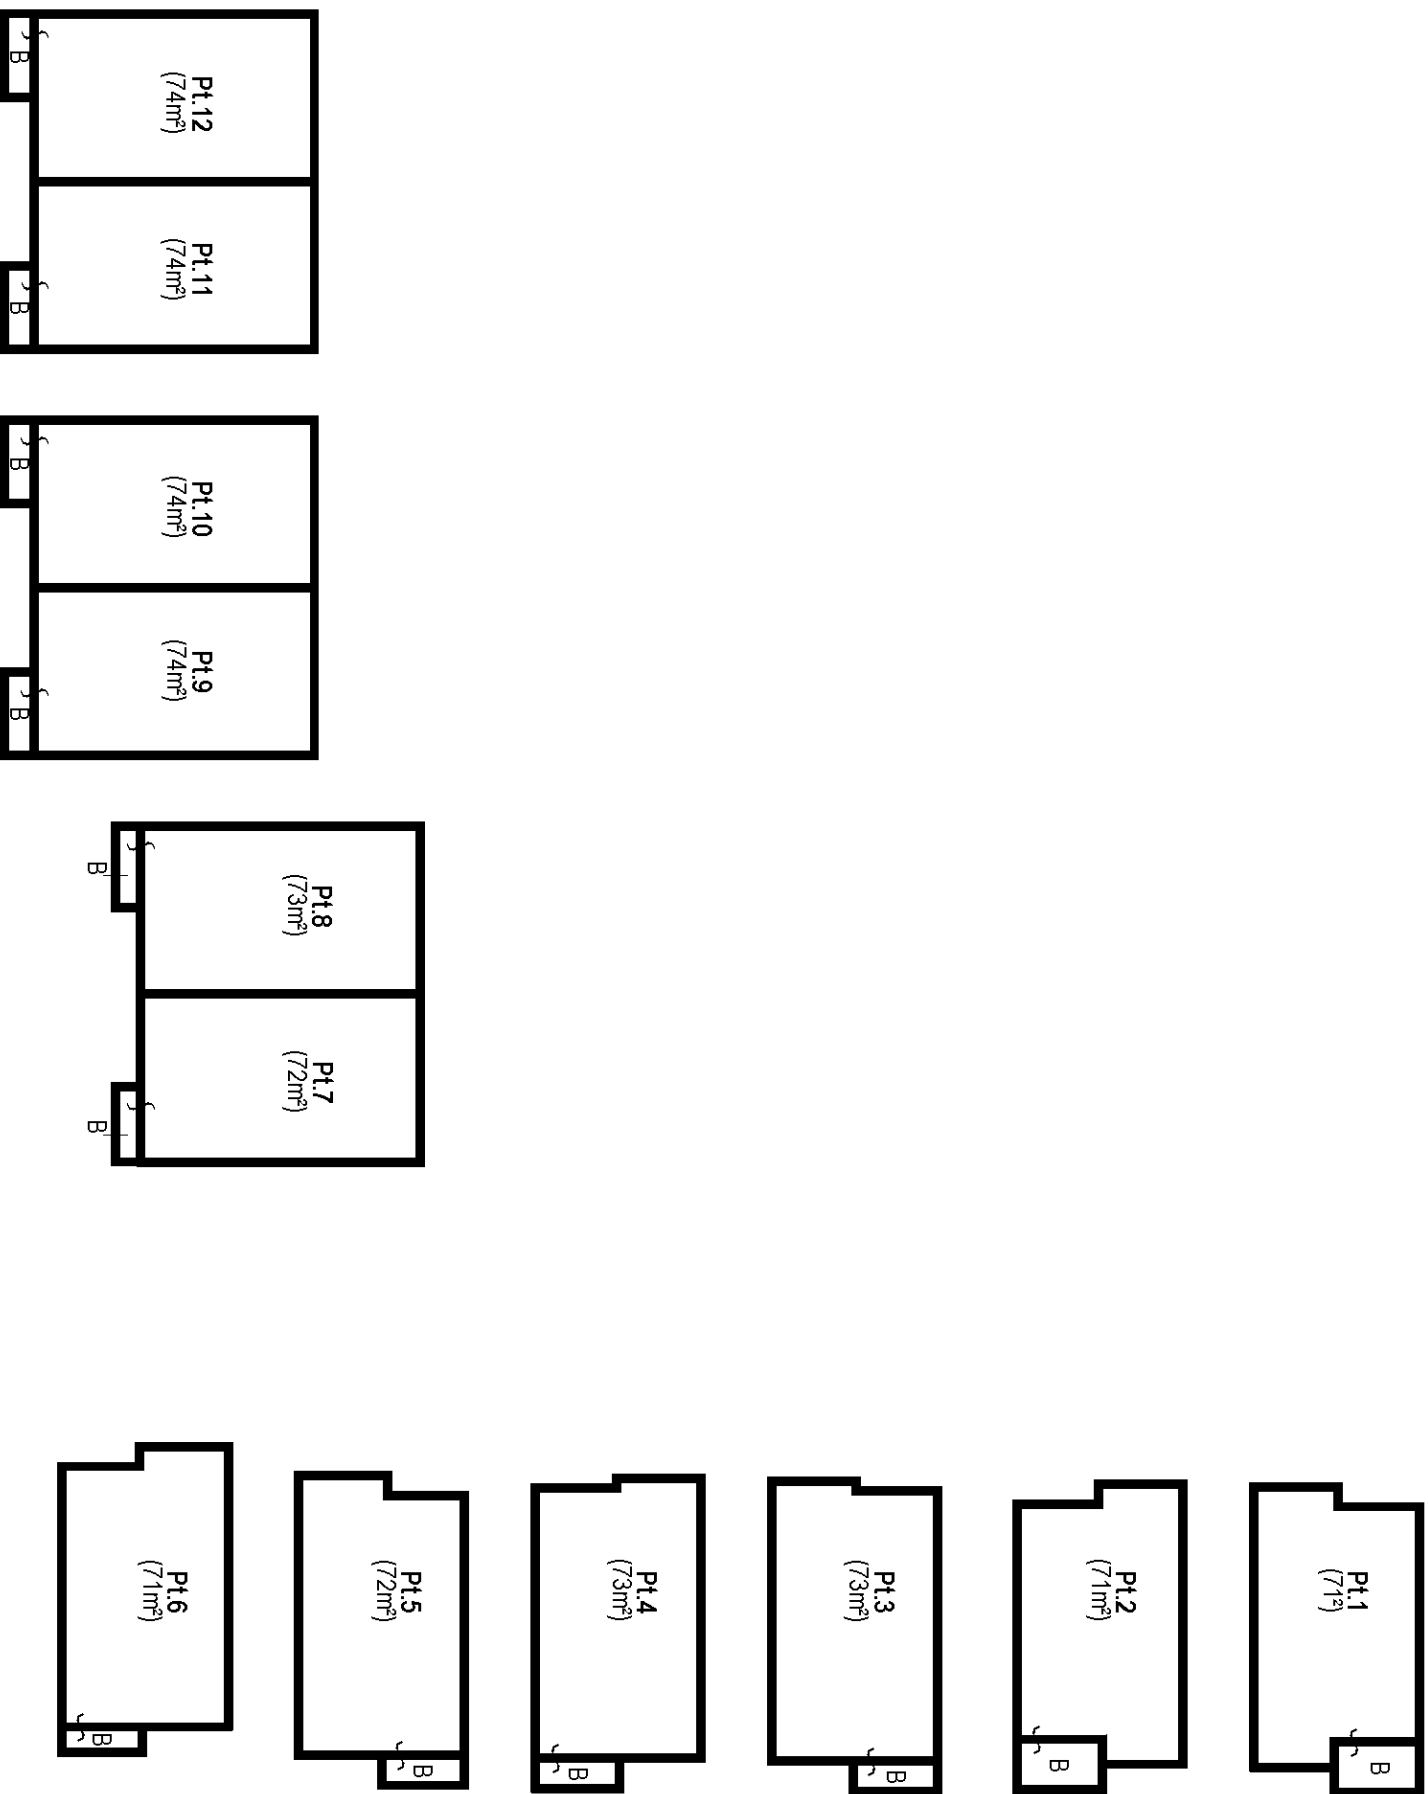 Pt.12
(74m²)
B
Pt.11
(74m²)
B
Pt.10
(74m²)
B
Pt.9
(74m²)
B
Pt.8
(73m²)
B
Pt.7
(72m²)
B
Pt.6
(71m²)
B
Pt.5
(72m²)
B
Pt.4
(73m²)
B
Pt.3
(73m²)
B
Pt.2
(71m²)
B
Pt.1
(71²)
B